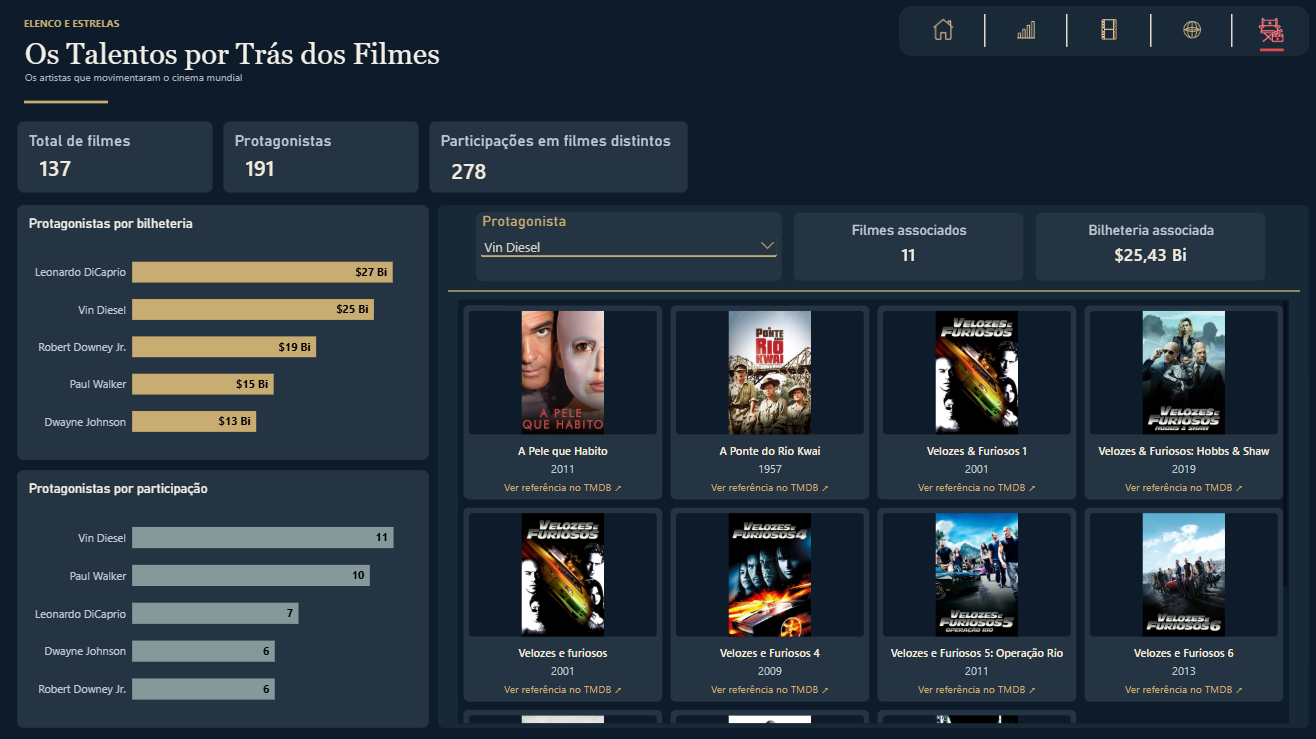 ELENCO E ESTRELAS
Os Talentos por Trás dos Filmes
Os artistas que movimentaram o cinema mundial
Total de filmes
137
Protagonistas
191
Participações em filmes distintos
278
Protagonistas por bilheteria
Leonardo DiCaprio $27 Bi
Vin Diesel $25 Bi
Robert Downey Jr. $19 Bi
Paul Walker $15 Bi
Dwayne Johnson $13 Bi
Protagonistas por participação
Vin Diesel 11
Paul Walker 10
Leonardo DiCaprio 7
Dwayne Johnson 6
Robert Downey Jr. 6
Protagonista
Vin Diesel
Filmes associados
11
Bilheteria associada
$25,43 Bi
A PELE
QUE HABITO
A Pele que Habito
2011
Ver referência no TMDB ↗
PONTE
RIO
KWAI
A Ponte do Rio Kwai
1957
Ver referência no TMDB ↗
VELOZES E
FURIOSOS
Velozes & Furiosos 1
2001
Ver referência no TMDB ↗
VELOZES
FURIOSOS
HOBBS & SHAW
Velozes & Furiosos: Hobbs & Shaw
2019
Ver referência no TMDB ↗
VELOZES E
FURIOSOS
Velozes e furiosos
2001
Ver referência no TMDB ↗
VELOZES E
FURIOSOS 4
Velozes e Furiosos 4
2009
Ver referência no TMDB ↗
VELOZES E
FURIOSOS 5
OPERAÇÃO RIO
Velozes e Furiosos 5: Operação Rio
2011
Ver referência no TMDB ↗
VELOZES E
FURIOSOS 6
Velozes e Furiosos 6
2013
Ver referência no TMDB ↗